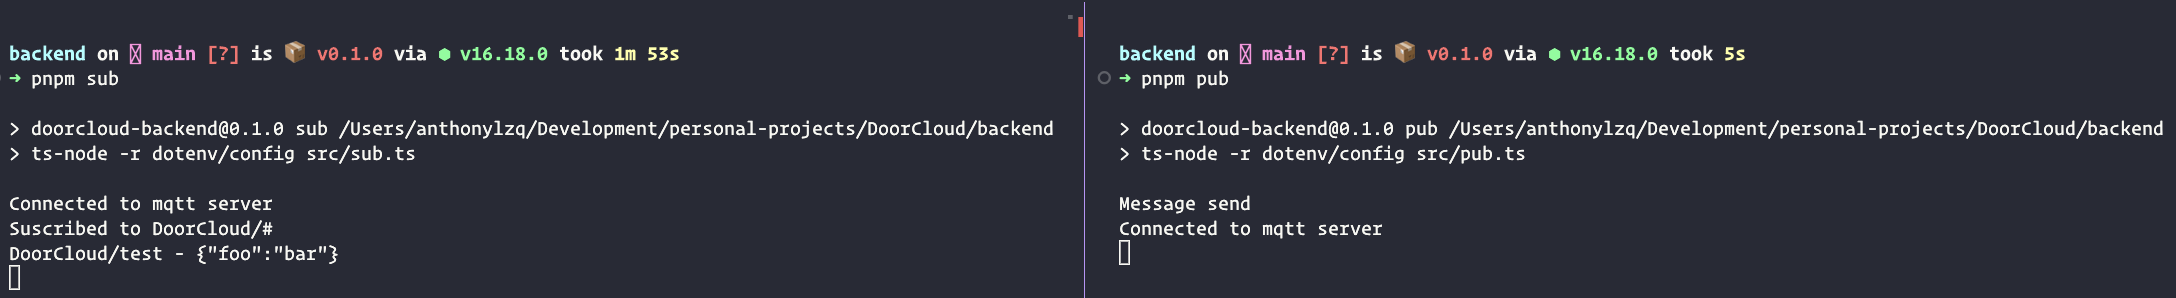 backend on main [?] is 📦 v0.1.0 via ⬢ v16.18.0 took 1m 53s
➜ pnpm sub
> doorcloud-backend@0.1.0 sub /Users/anthonylzq/Development/personal-projects/DoorCloud/backend
> ts-node -r dotenv/config src/sub.ts
Connected to mqtt server
Suscribed to DoorCloud/#
DoorCloud/test - {"foo":"bar"}
backend on main [?] is 📦 v0.1.0 via ⬢ v16.18.0 took 5s
➜ pnpm pub
> doorcloud-backend@0.1.0 pub /Users/anthonylzq/Development/personal-projects/DoorCloud/backend
> ts-node -r dotenv/config src/pub.ts
Message send
Connected to mqtt server